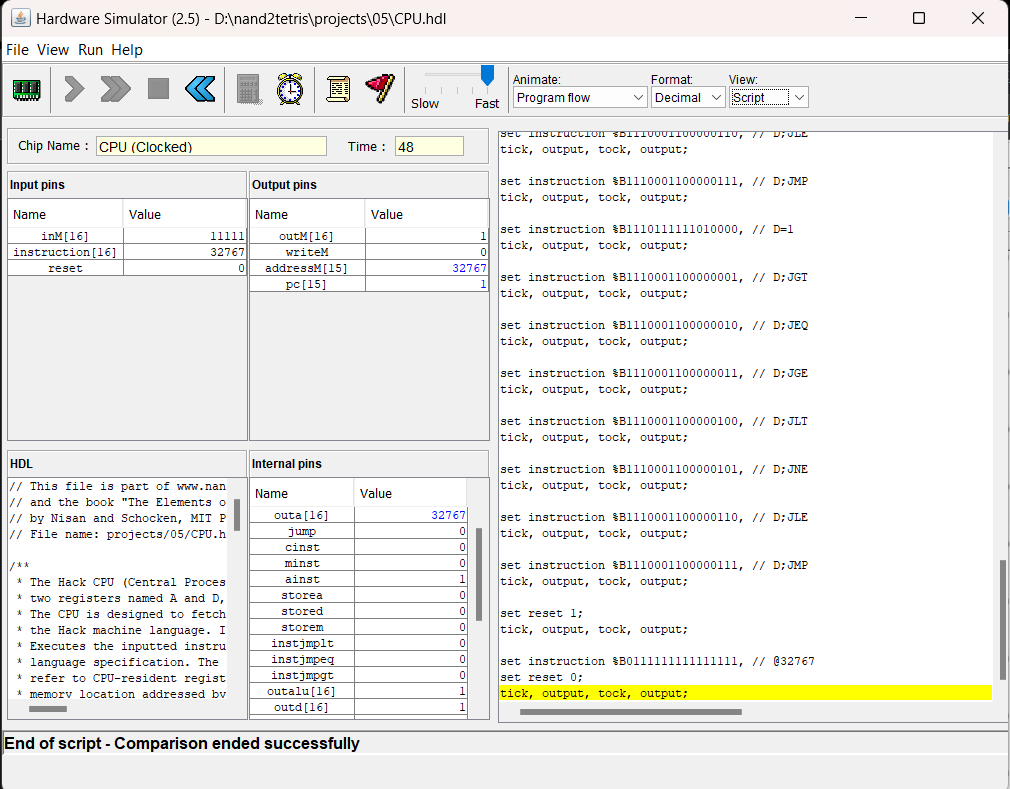 Hardware Simulator (2.5) - D:\nand2tetris\projects\05\CPU.hdl
File View Run Help
Slow Fast
Animate: Format: View:
Program flow Decimal Script
Chip Name : CPU (Clocked) Time : 48
Input pins
Name Value
inM[16] 11111
instruction[16] 32767
reset 0
Output pins
Name Value
outM[16] 1
writeM 0
addressM[15] 32767
pc[15] 1
HDL
// This file is part of www.nan
// and the book "The Elements o
// by Nisan and Schocken, MIT P
// File name: projects/05/CPU.h
/**
* The Hack CPU (Central Proces
* two registers named A and D,
* The CPU is designed to fetch
* the Hack machine language. I
* Executes the inputted instru
* language specification. The
* refer to CPU-resident regist
* memory location addressed by
Internal pins
Name Value
outa[16] 32767
jump 0
cinst 0
minst 0
ainst 1
storea 0
stored 0
storem 0
instjmplt 0
instjmpeq 0
instjmpgt 0
outalu[16] 1
outd[16] 1
set instruction %B1110001100000110, // D;JLE
tick, output, tock, output;
set instruction %B1110001100000111, // D;JMP
tick, output, tock, output;
set instruction %B1110111111010000, // D=1
tick, output, tock, output;
set instruction %B1110001100000001, // D;JGT
tick, output, tock, output;
set instruction %B1110001100000010, // D;JEQ
tick, output, tock, output;
set instruction %B1110001100000011, // D;JGE
tick, output, tock, output;
set instruction %B1110001100000100, // D;JLT
tick, output, tock, output;
set instruction %B1110001100000101, // D;JNE
tick, output, tock, output;
set instruction %B1110001100000110, // D;JLE
tick, output, tock, output;
set instruction %B1110001100000111, // D;JMP
tick, output, tock, output;
set reset 1;
tick, output, tock, output;
set instruction %B0111111111111111, // @32767
set reset 0;
tick, output, tock, output;
End of script - Comparison ended successfully